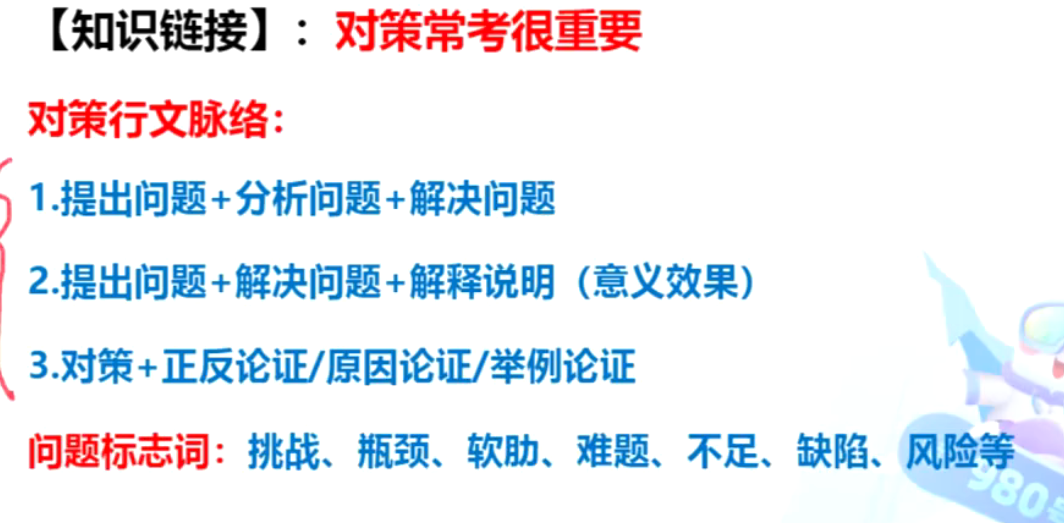 【知识链接】：对策常考很重要
对策行文脉络：
1.提出问题+分析问题+解决问题
2.提出问题+解决问题+解释说明（意义效果）
3.对策+正反论证/原因论证/举例论证
问题标志词：挑战、瓶颈、软肋、难题、不足、缺陷、风险等
980